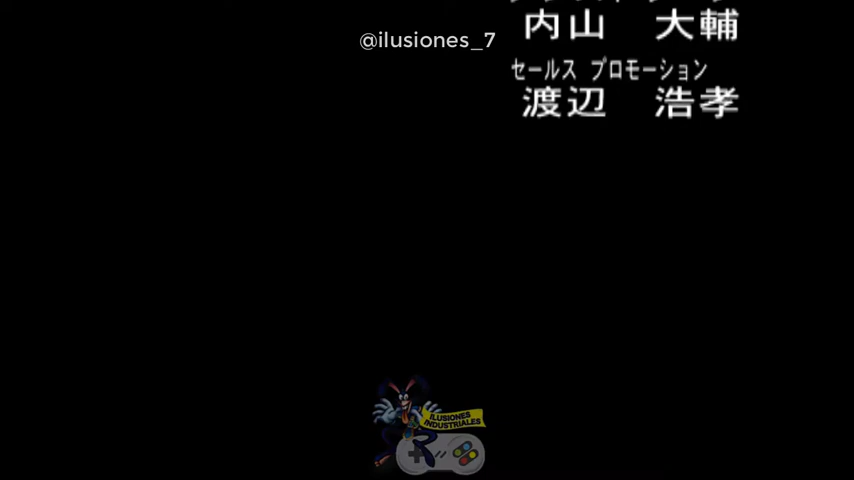 内山　大輔
@ilusiones_7
セールス プロモーション
渡辺　浩孝
ILUSIONES
INDUSTRIALES